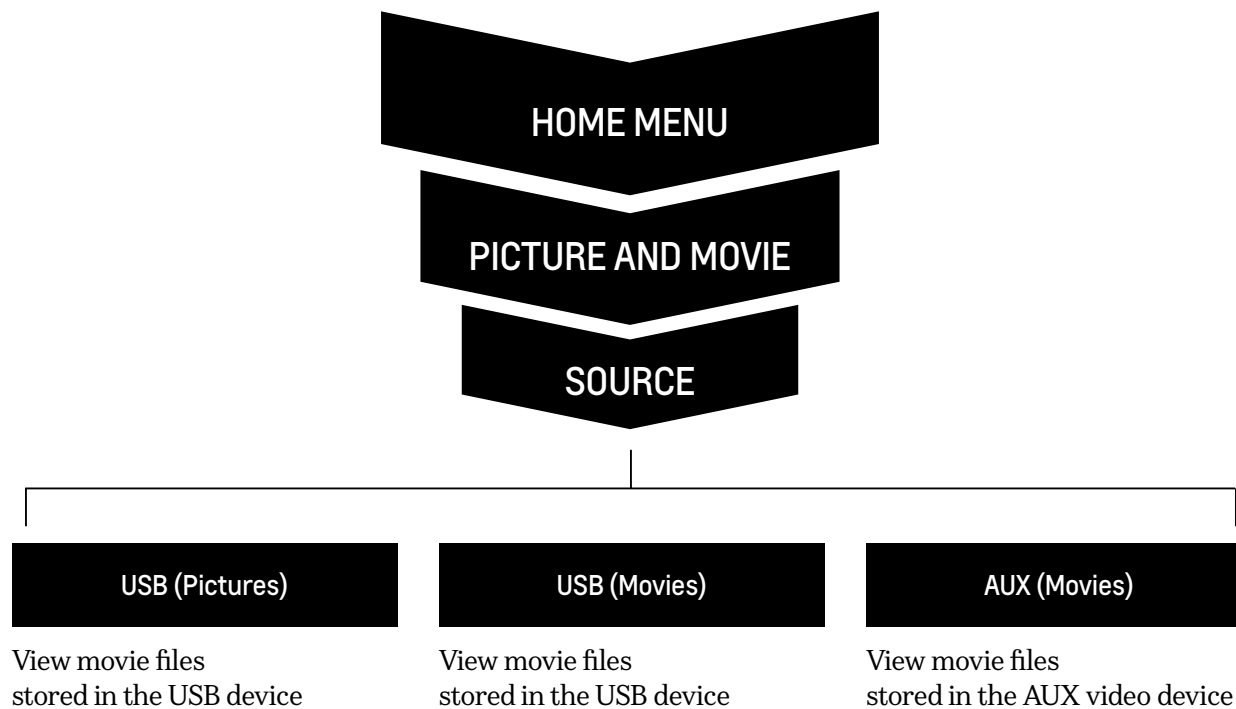 HOME MENU
PICTURE AND MOVIE
SOURCE
USB (Pictures)
USB (Movies)
AUX (Movies)
View movie files
stored in the USB device
View movie files
stored in the USB device
View movie files
stored in the AUX video device